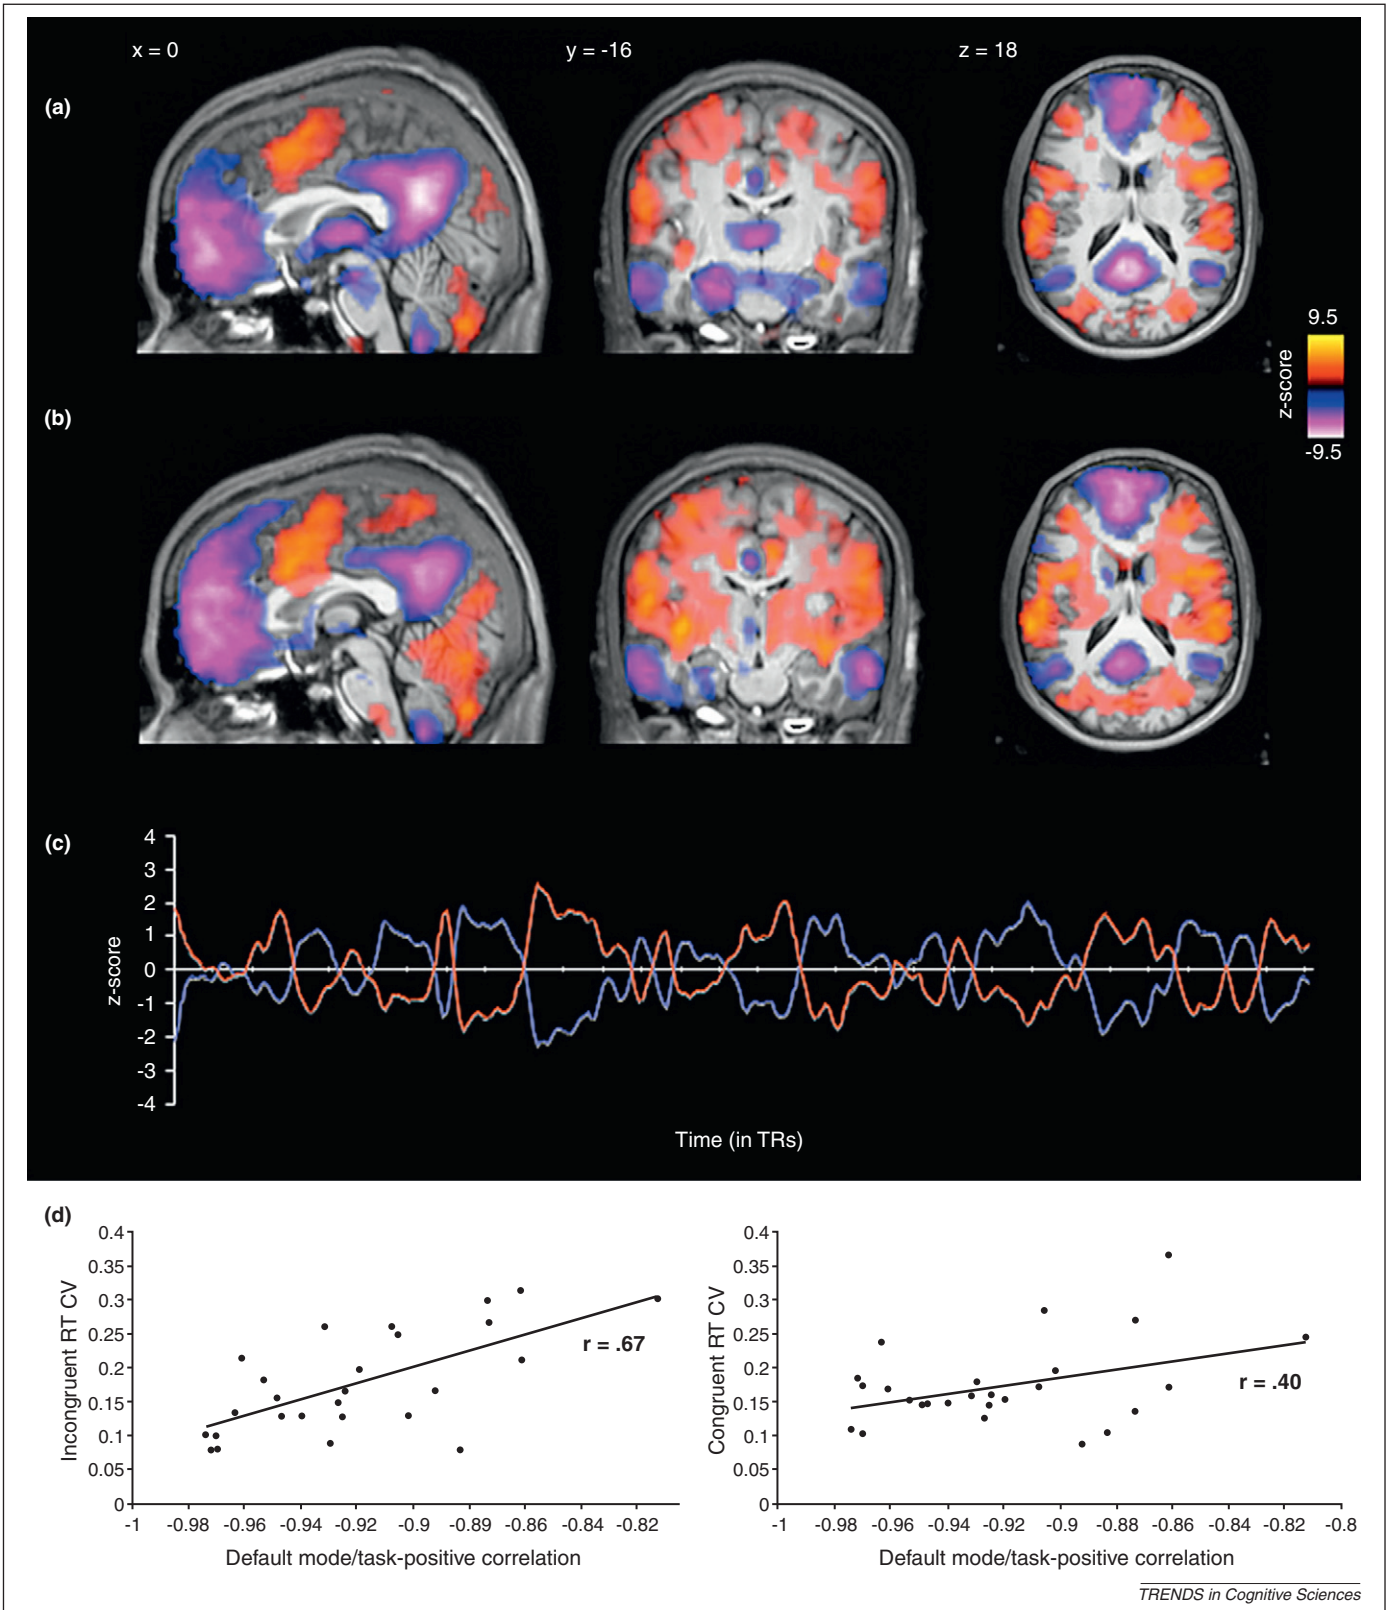 x = 0
y = -16
z = 18
(a)
9.5
z-score
-9.5
(b)
(c)
4
3
2
1
0
-1
-2
-3
-4
z-score
Time (in TRs)
(d)
0.4
0.35
0.3
0.25
0.2
0.15
0.1
0.05
0
Incongruent RT CV
r = .67
-1
-0.98
-0.96
-0.94
-0.92
-0.9
-0.89
-0.86
-0.84
-0.82
Default mode/task-positive correlation
0.4
0.35
0.3
0.25
0.2
0.15
0.1
0.05
0
Congruent RT CV
r = .40
-1
-0.98
-0.96
-0.94
-0.92
-0.9
-0.88
-0.86
-0.84
-0.82
-0.8
Default mode/task-positive correlation
TRENDS in Cognitive Sciences